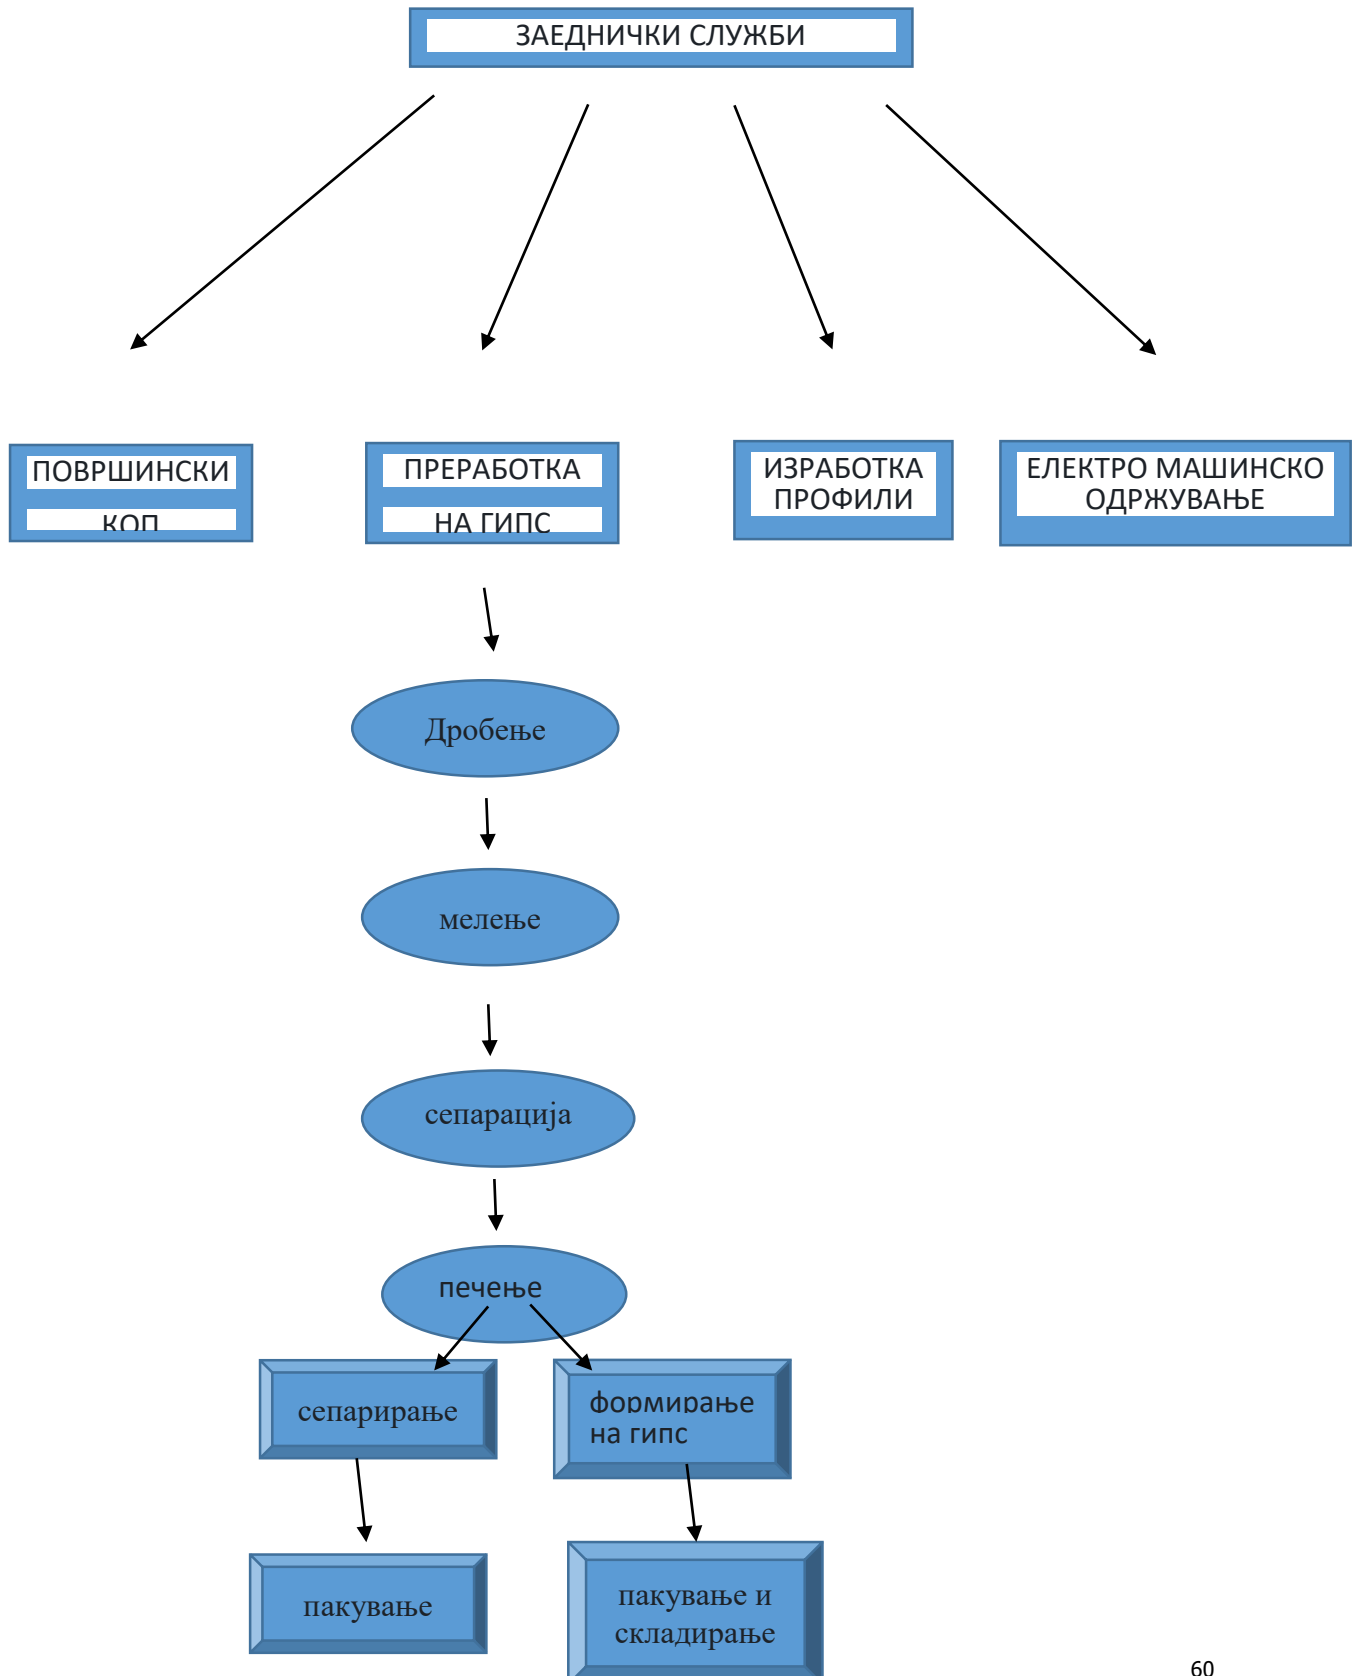 ЗАЕДНИЧКИ СЛУЖБИ
ПОВРШИНСКИ
КОП
ПРЕРАБОТКА
НА ГИПС
ИЗРАБОТКА
ПРОФИЛИ
ЕЛЕКТРО МАШИНСКО
ОДРЖУВАЊЕ
Дробење
мелење
сепарација
печење
сепарирање
формирање
на гипс
пакување
пакување и
складирање
60